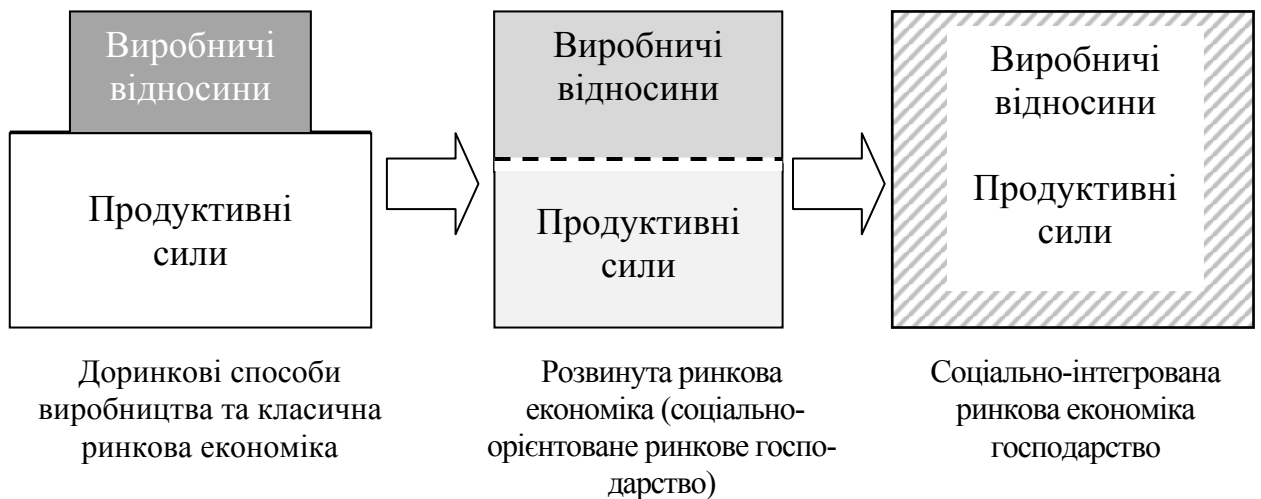 Виробничі
відносини
Продуктивні
сили
Доринкові способи
виробництва та класична
ринкова економіка
Виробничі
відносини
Продуктивні
сили
Розвинута ринкова
економіка (соціально-
орієнтоване ринкове госпо-
дарство)
Виробничі
відносини
Продуктивні
сили
Соціально-інтегрована
ринкова економіка
господарство